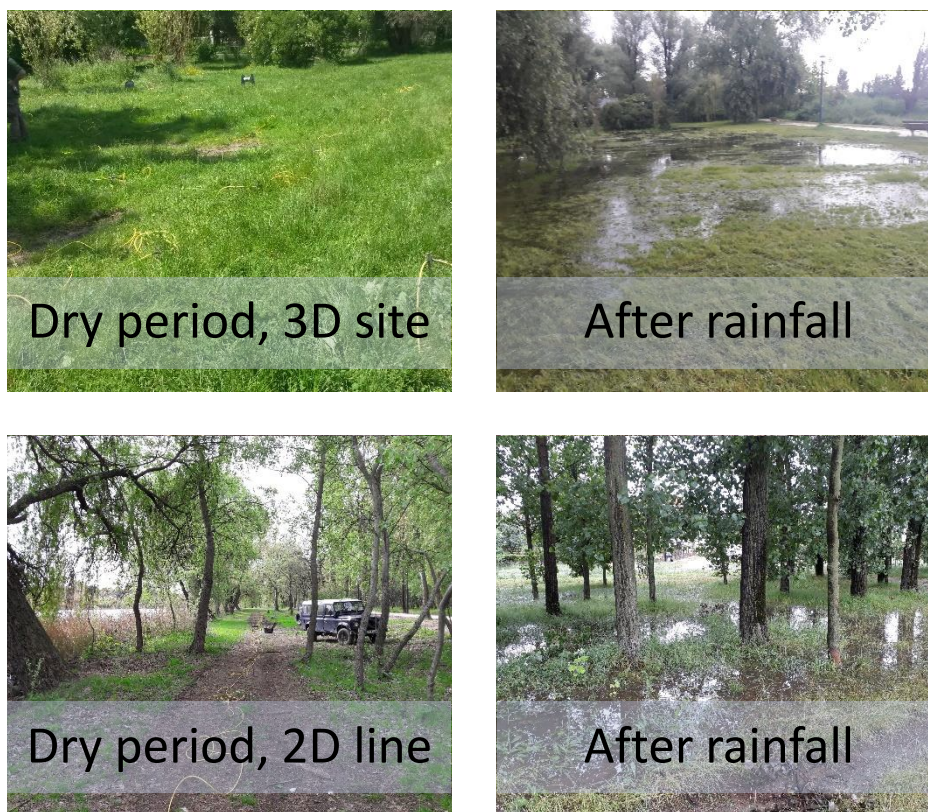 Dry period, 3D site
After rainfall
Dry period, 2D line
After rainfall